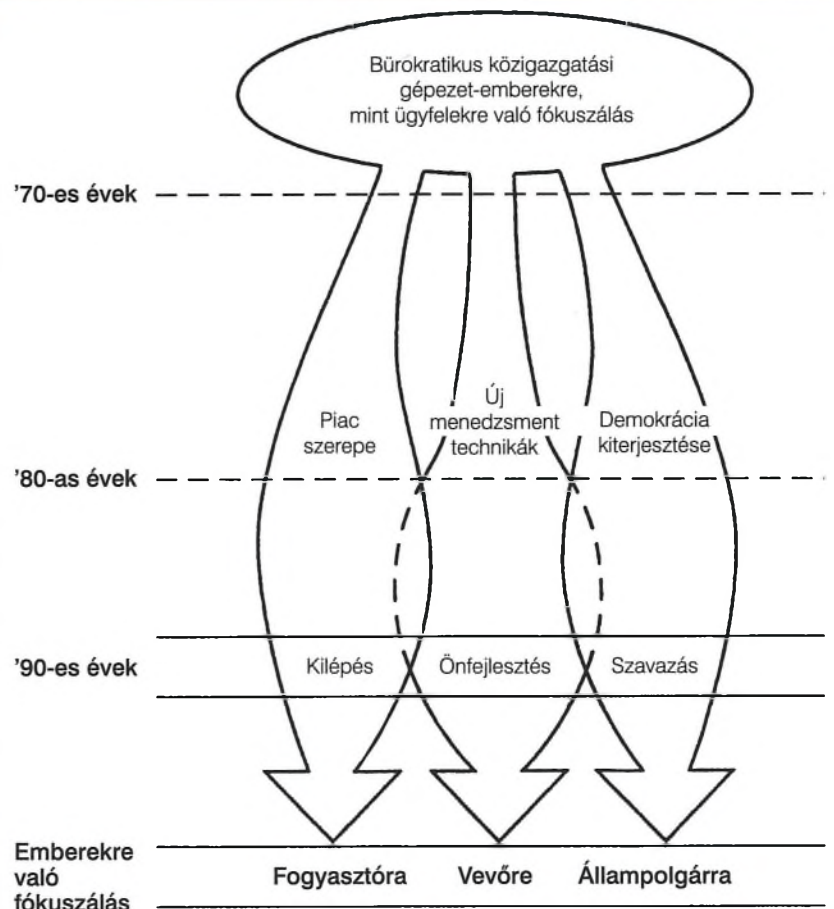 Bürokratikus közigazgatási
gépezet-emberekre,
mint ügyfelekre való fókuszálás
'70-es évek
Piac
szerepe
Új
menedzsment
technikák
Demokrácia
kiterjesztése
'80-as évek
'90-es évek
Kilépés
Önfejlesztés
Szavazás
Emberekre
való
fókuszálás
Fogyasztóra
Vevőre
Állampolgárra